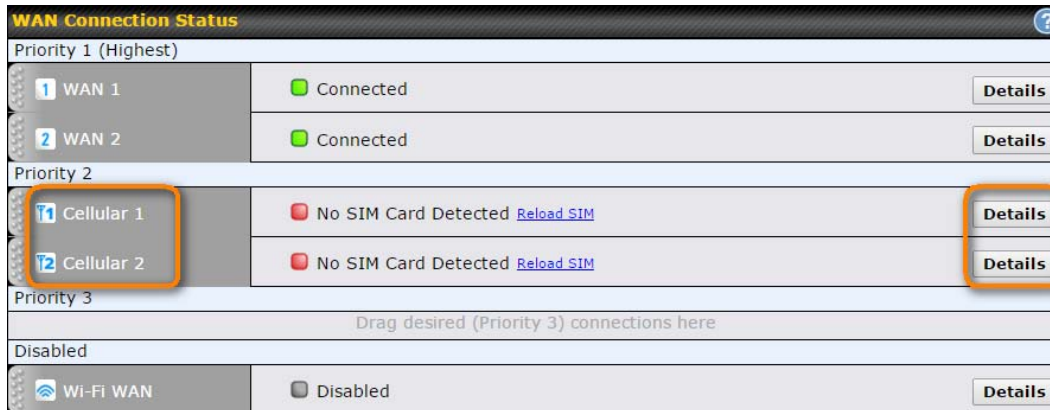 WAN Connection Status ?
Priority 1 (Highest)
1 WAN 1 Connected Details
2 WAN 2 Connected Details
Priority 2
1 Cellular 1 No SIM Card Detected Reload SIM Details
2 Cellular 2 No SIM Card Detected Reload SIM Details
Priority 3
Drag desired (Priority 3) connections here
Disabled
Wi-Fi WAN Disabled Details